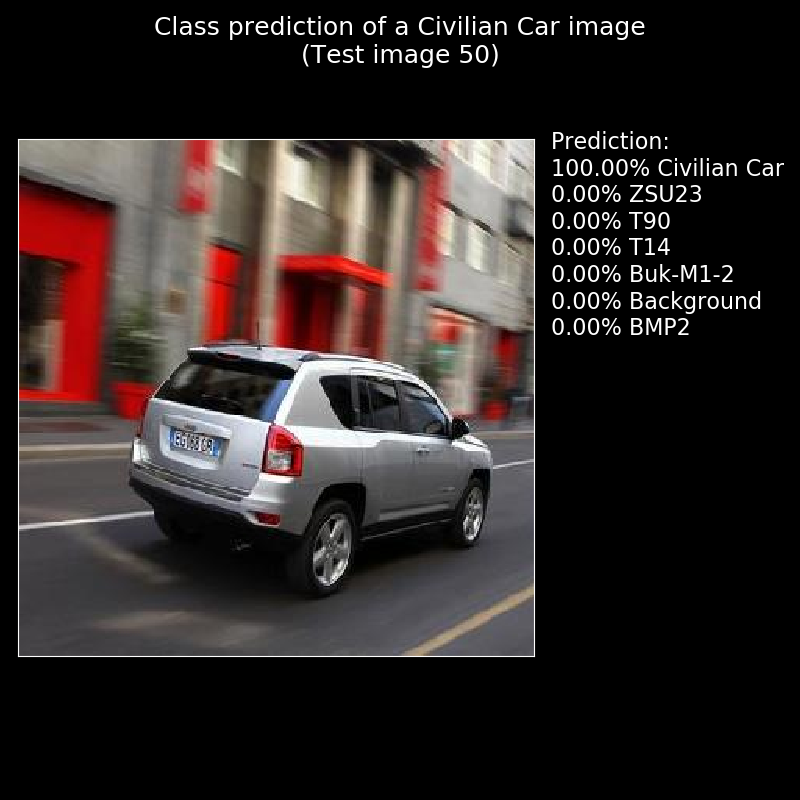 Class prediction of a Civilian Car image
(Test image 50)
Prediction:
100.00% Civilian Car
0.00% ZSU23
0.00% T90
0.00% T14
0.00% Buk-M1-2
0.00% Background
0.00% BMP2